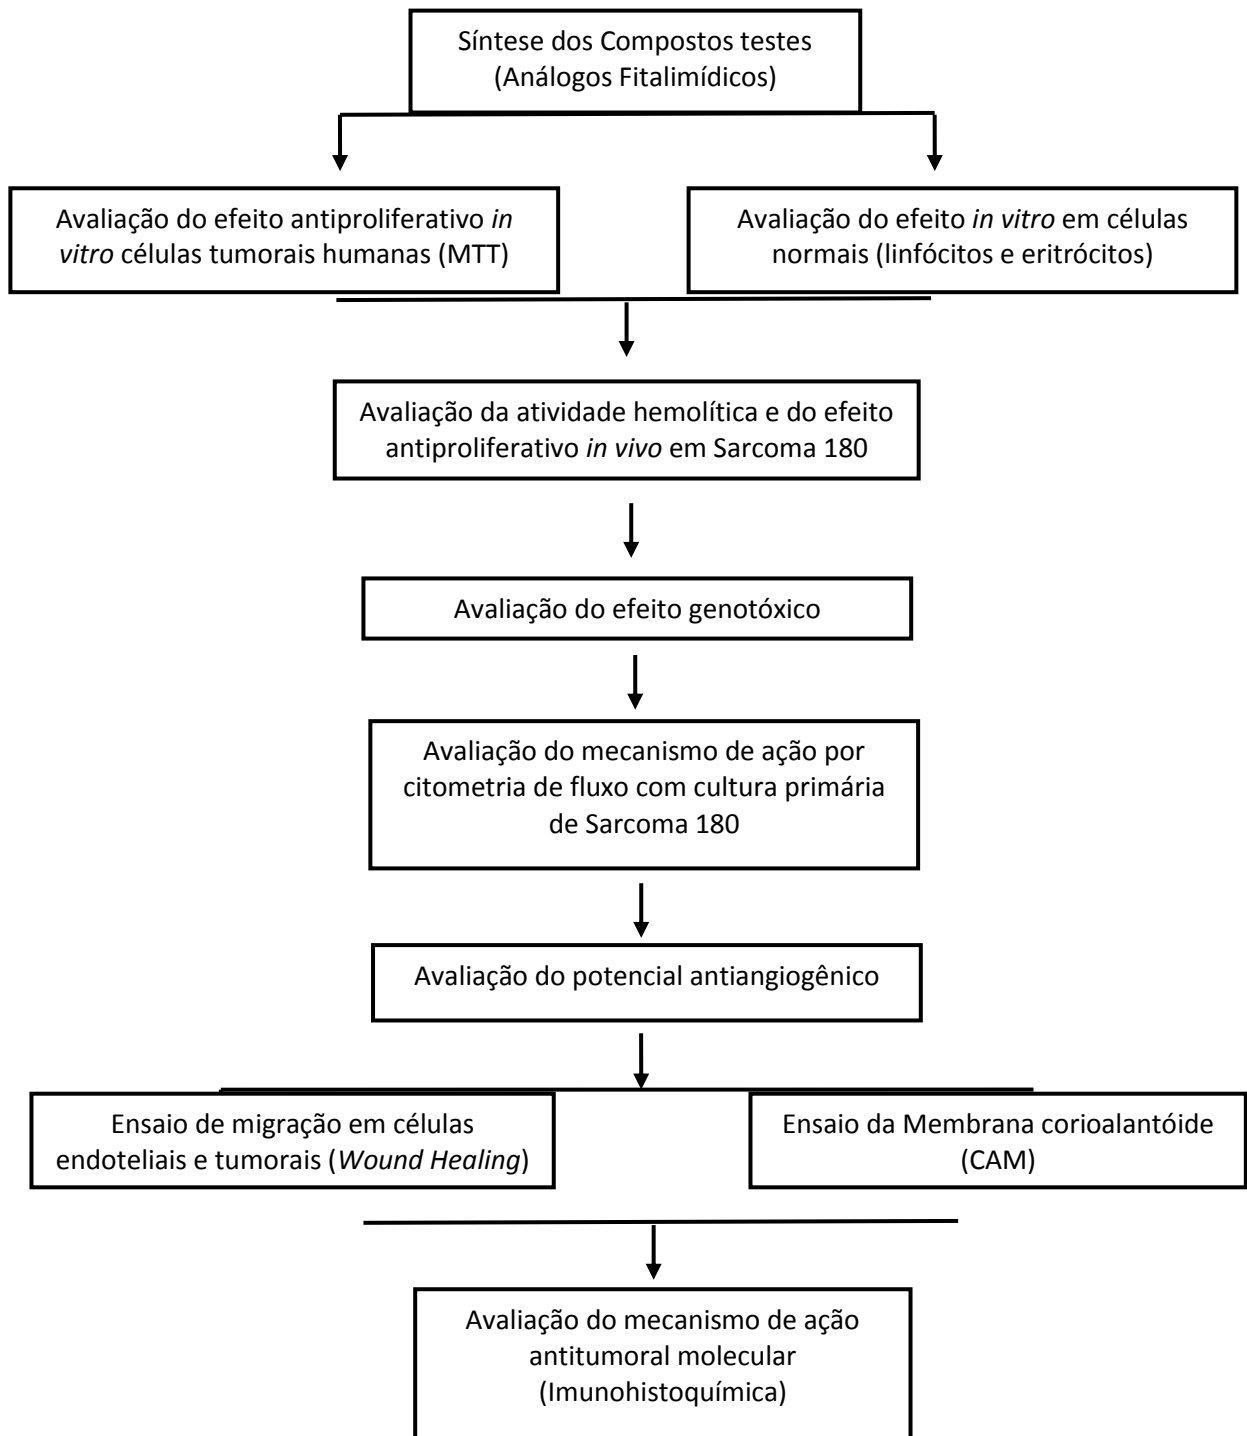 Síntese dos Compostos testes
(Análogos Fitalimídicos)
Avaliação do efeito antiproliferativo in
vitro células tumorais humanas (MTT)
Avaliação do efeito in vitro em células
normais (linfócitos e eritrócitos)
Avaliação da atividade hemolítica e do efeito
antiproliferativo in vivo em Sarcoma 180
Avaliação do efeito genotóxico
Avaliação do mecanismo de ação por
citometria de fluxo com cultura primária
de Sarcoma 180
Avaliação do potencial antiangiogênico
Ensaio de migração em células
endoteliais e tumorais (Wound Healing)
Ensaio da Membrana corioalantóide
(CAM)
Avaliação do mecanismo de ação
antitumoral molecular
(Imunohistoquímica)